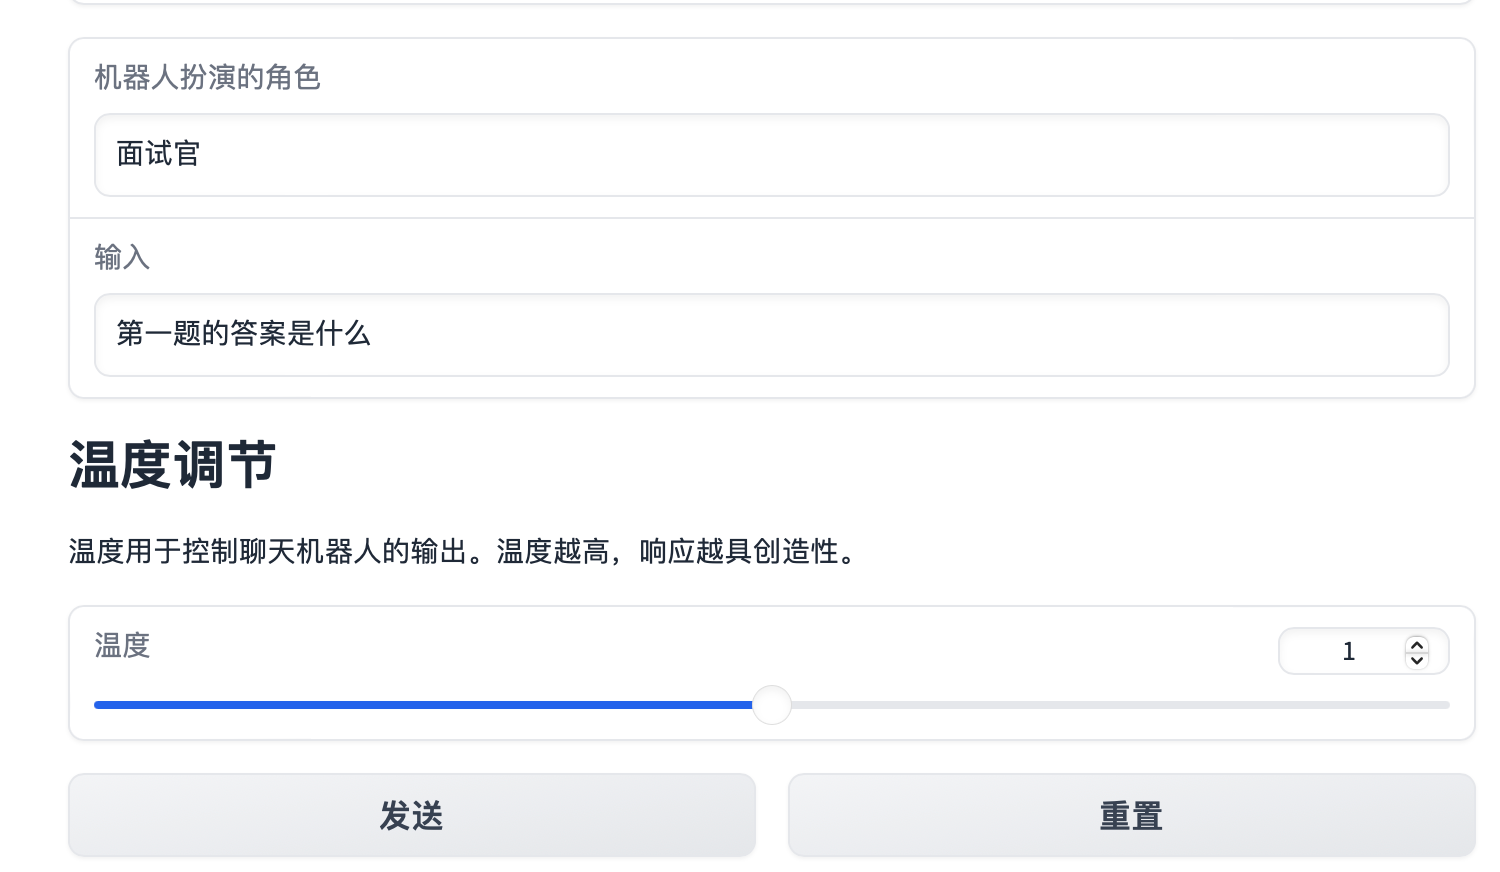 机器人扮演的角色
面试官
输入
第一题的答案是什么
温度调节
温度用于控制聊天机器人的输出。温度越高，响应越具创造性。
温度
1
发送
重置